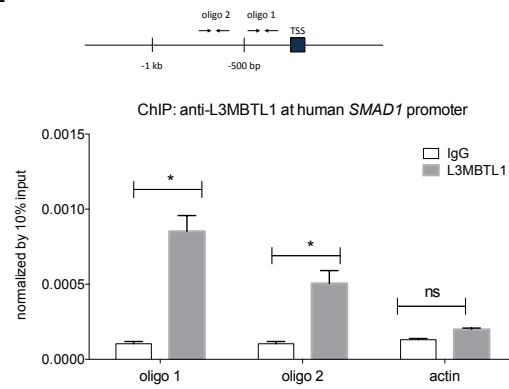 oligo 2 oligo 1
TSS
-1 kb -500 bp
ChIP: anti-L3MBTL1 at human SMAD1 promoter
normalized by 10% input
0.0015
0.0010
0.0005
0.0000
IgG
L3MBTL1
* * ns
oligo 1 oligo 2 actin